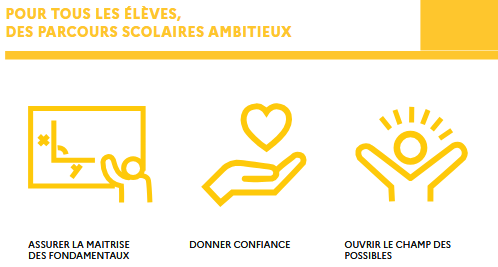 POUR TOUS LES ÉLÈVES,
DES PARCOURS SCOLAIRES AMBITIEUX
x
y
ASSURER LA MAITRISE
DES FONDAMENTAUX
DONNER CONFIANCE
OUVRIR LE CHAMP DES
POSSIBLES